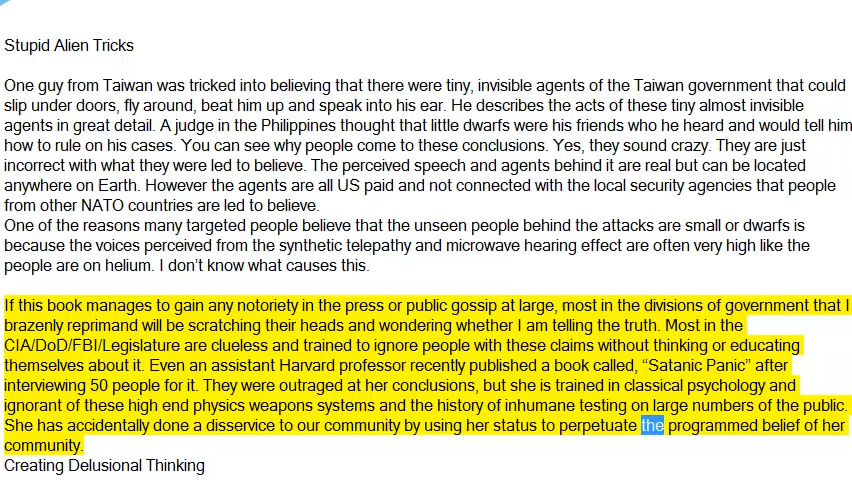 Stupid Alien Tricks
One guy from Taiwan was tricked into believing that there were tiny, invisible agents of the Taiwan government that could
slip under doors, fly around, beat him up and speak into his ear. He describes the acts of these tiny almost invisible
agents in great detail. A judge in the Philippines thought that little dwarfs were his friends who he heard and would tell him
how to rule on his cases. You can see why people come to these conclusions. Yes, they sound crazy. They are just
incorrect with what they were led to believe. The perceived speech and agents behind it are real but can be located
anywhere on Earth. However the agents are all US paid and not connected with the local security agencies that people
from other NATO countries are led to believe.
One of the reasons many targeted people believe that the unseen people behind the attacks are small or dwarfs is
because the voices perceived from the synthetic telepathy and microwave hearing effect are often very high like the
people are on helium. I don’t know what causes this.
If this book manages to gain any notoriety in the press or public gossip at large, most in the divisions of government that I
brazenly reprimand will be scratching their heads and wondering whether I am telling the truth. Most in the
CIA/DoD/FBI/Legislature are clueless and trained to ignore people with these claims without thinking or educating
themselves about it. Even an assistant Harvard professor recently published a book called, “Satanic Panic” after
interviewing 50 people for it. They were outraged at her conclusions, but she is trained in classical psychology and
ignorant of these high end physics weapons systems and the history of inhumane testing on large numbers of the public.
She has accidentally done a disservice to our community by using her status to perpetuate the programmed belief of her
community.
Creating Delusional Thinking